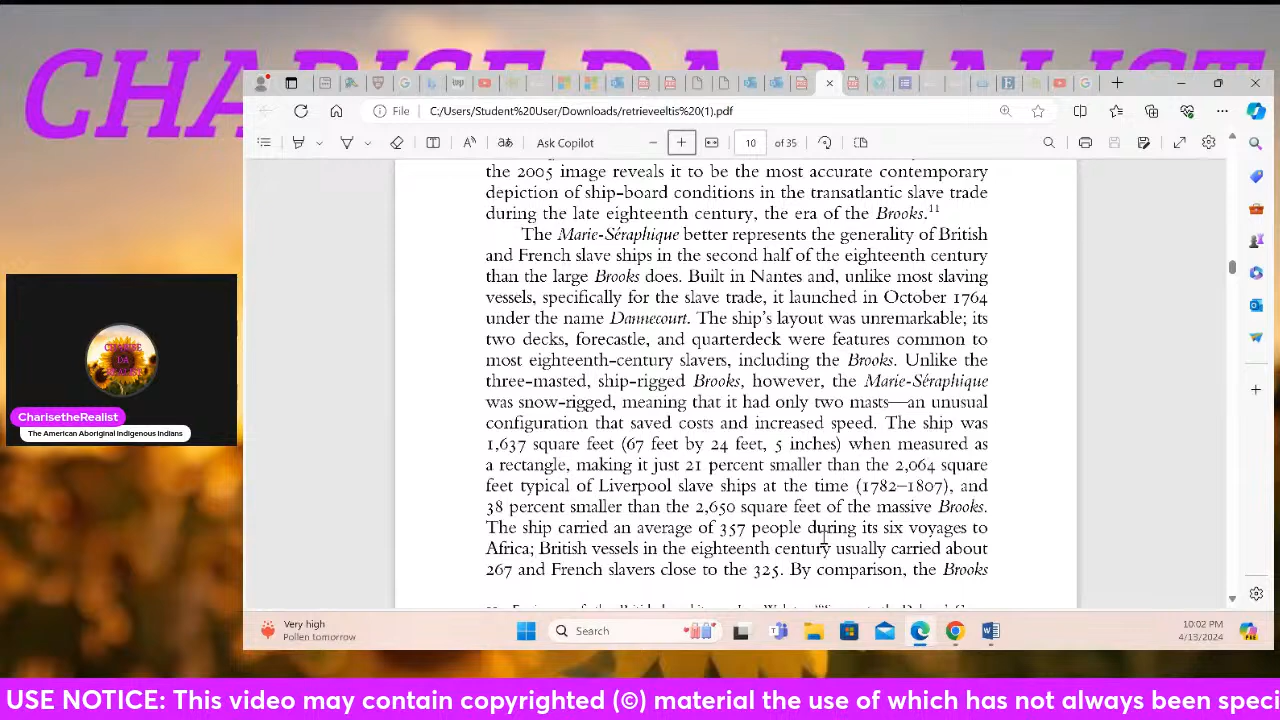 CHARISE DA REALIST
File
C:/Users/Student%20User/Downloads/retrieveeltis%20(1).pdf
Ask Copilot
10
of 35
the 2005 image reveals it to be the most accurate contemporary
depiction of ship-board conditions in the transatlantic slave trade
during the late eighteenth century, the era of the Brooks.11
The Marie-Séraphique better represents the generality of British
and French slave ships in the second half of the eighteenth century
than the large Brooks does. Built in Nantes and, unlike most slaving
vessels, specifically for the slave trade, it launched in October 1764
under the name Dannecourt. The ship's layout was unremarkable; its
two decks, forecastle, and quarterdeck were features common to
most eighteenth-century slavers, including the Brooks. Unlike the
three-masted, ship-rigged Brooks, however, the Marie-Séraphique
was snow-rigged, meaning that it had only two masts—an unusual
configuration that saved costs and increased speed. The ship was
1,637 square feet (67 feet by 24 feet, 5 inches) when measured as
a rectangle, making it just 21 percent smaller than the 2,064 square
feet typical of Liverpool slave ships at the time (1782–1807), and
38 percent smaller than the 2,650 square feet of the massive Brooks.
The ship carried an average of 357 people during its six voyages to
Africa; British vessels in the eighteenth century usually carried about
267 and French slavers close to the 325. By comparison, the Brooks
CHARISE
DA
REALIST
CharisetheRealist
The American Aboriginal Indigenous Indians
Very high
Pollen tomorrow
Search
10:02 PM
4/13/2024
USE NOTICE: This video may contain copyrighted (©) material the use of which has not always been speci